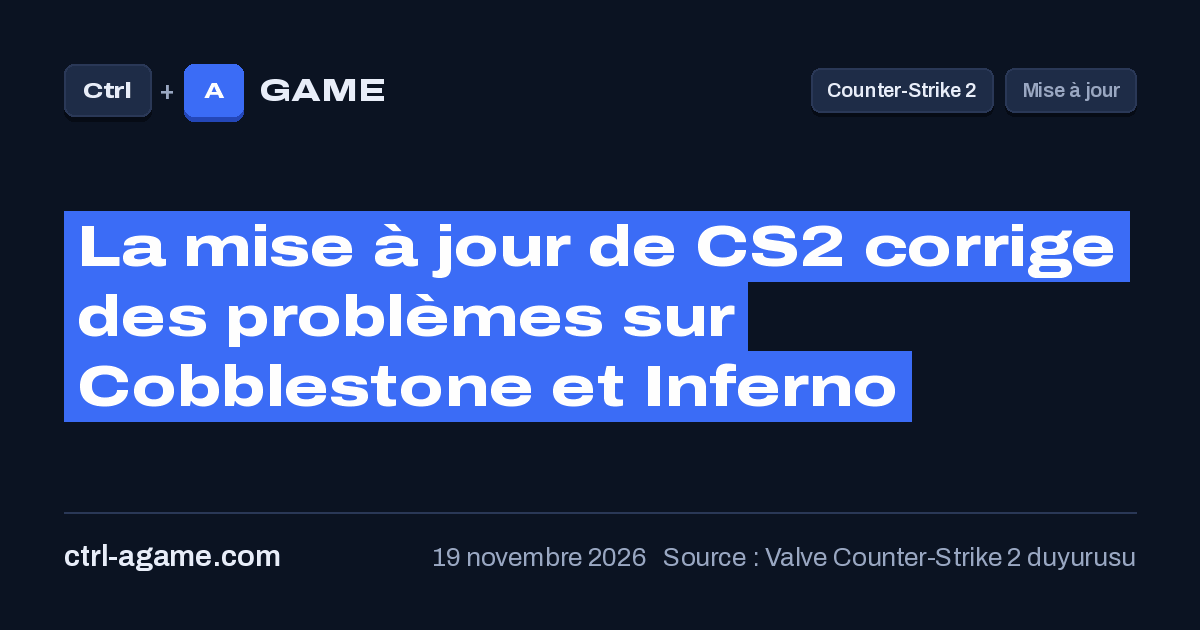 Ctrl + A GAME
Counter-Strike 2 Mise à jour
La mise à jour de CS2 corrige
des problèmes sur
Cobblestone et Inferno
ctrl-agame.com
19 novembre 2026 Source : Valve Counter-Strike 2 duyurusu